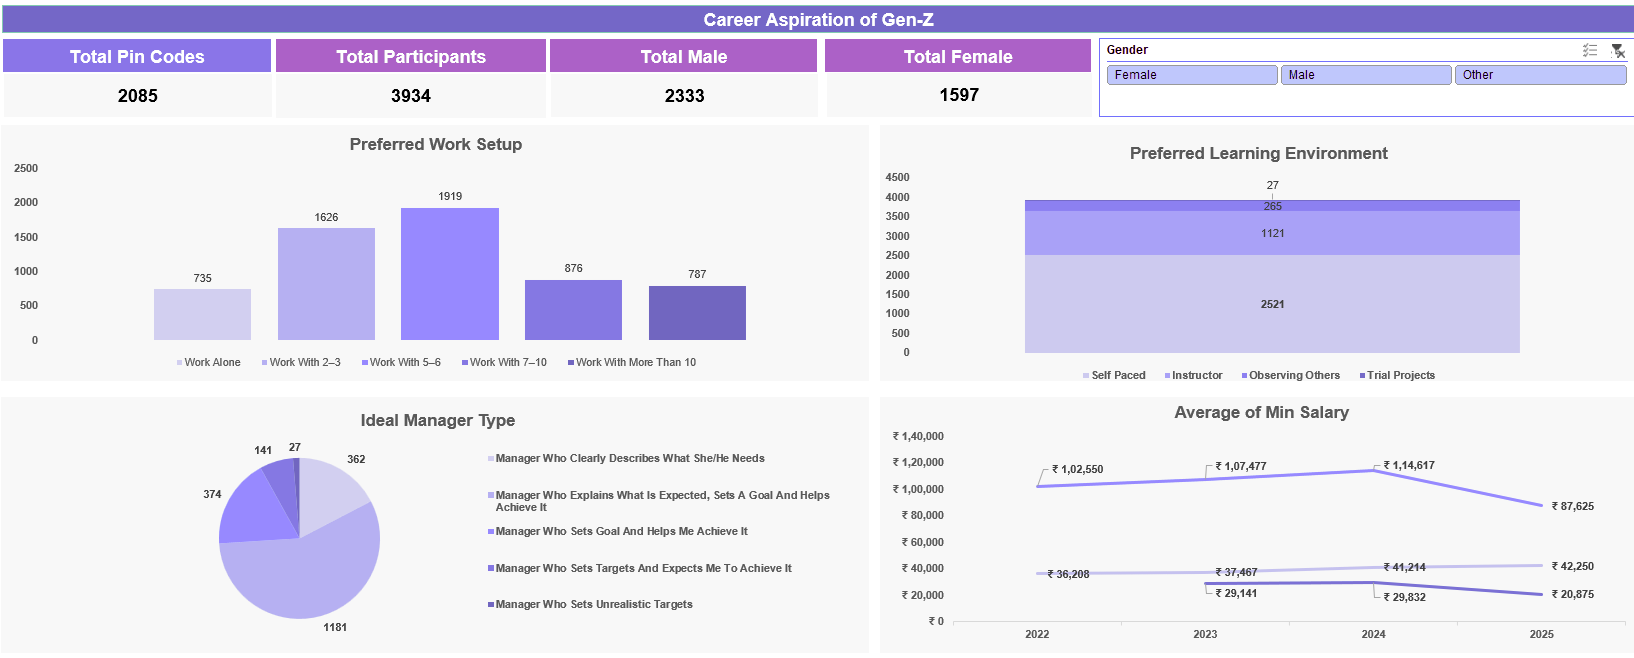 Career Aspiration of Gen-Z
Total Pin Codes
2085
Total Participants
3934
Total Male
2333
Total Female
1597
Gender
Female
Male
Other
Preferred Work Setup
2500
2000
1500
1000
500
0
735
1626
1919
876
787
Work Alone
Work With 2–3
Work With 5–6
Work With 7–10
Work With More Than 10
Preferred Learning Environment
4500
4000
3500
3000
2500
2000
1500
1000
500
0
27
265
1121
2521
Self Paced
Instructor
Observing Others
Trial Projects
Ideal Manager Type
141
27
362
374
1181
Manager Who Clearly Describes What She/He Needs
Manager Who Explains What Is Expected, Sets A Goal And Helps
Achieve It
Manager Who Sets Goal And Helps Me Achieve It
Manager Who Sets Targets And Expects Me To Achieve It
Manager Who Sets Unrealistic Targets
Average of Min Salary
₹ 1,40,000
₹ 1,20,000
₹ 1,00,000
₹ 80,000
₹ 60,000
₹ 40,000
₹ 20,000
₹ 0
₹ 1,02,550
₹ 1,07,477
₹ 1,14,617
₹ 87,625
₹ 36,208
₹ 37,467
₹ 41,214
₹ 42,250
₹ 29,141
₹ 29,832
₹ 20,875
2022
2023
2024
2025